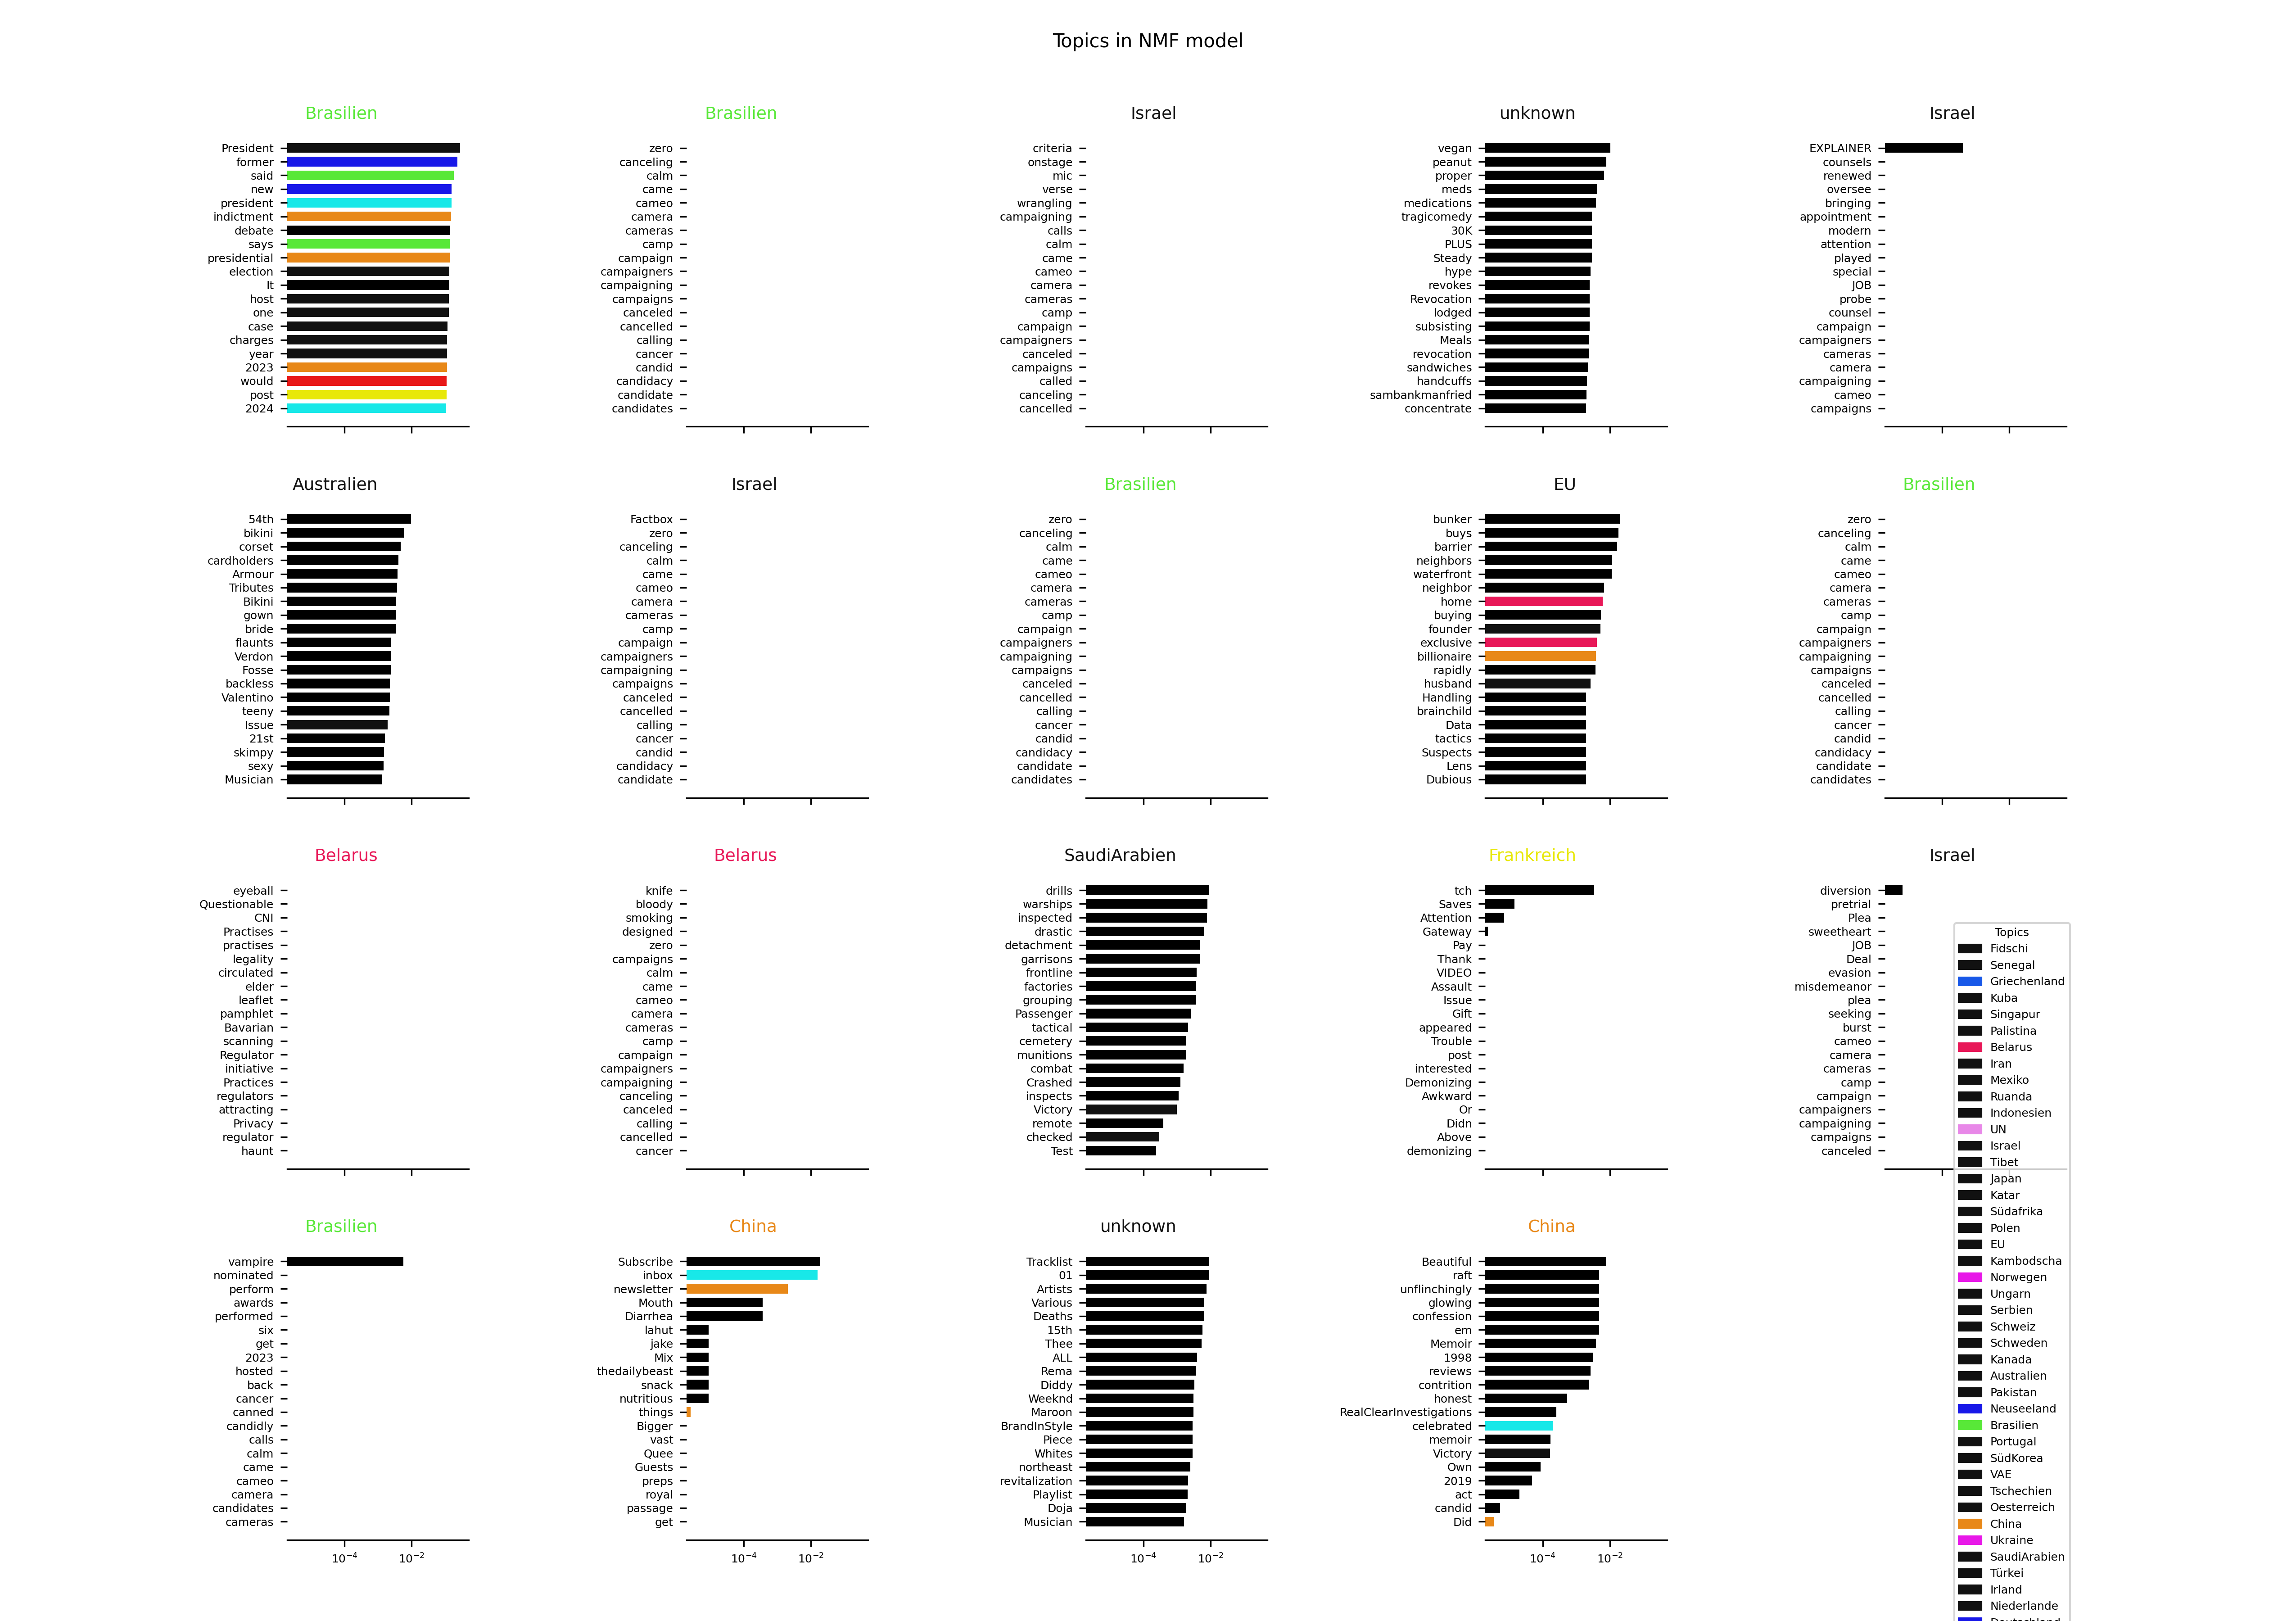 Topics in NMF model
Brasilien
President
former
said
new
president
indictment
debate
says
presidential
election
It
host
one
case
charges
year
2023
would
post
2024
Brasilien
zero
canceling
calm
came
cameo
camera
cameras
camp
campaign
campaigners
campaigning
campaigns
canceled
cancelled
calling
cancer
candid
candidacy
candidate
candidates
Israel
criteria
onstage
mic
verse
wrangling
campaigning
calls
calm
came
cameo
camera
cameras
camp
campaign
campaigners
canceled
campaigns
called
canceling
cancelled
unknown
vegan
peanut
proper
meds
medications
tragicomedy
30K
PLUS
Steady
hype
revokes
Revocation
lodged
subsisting
Meals
revocation
sandwiches
handcuffs
sambankmanfried
concentrate
Israel
EXPLAINER
counsels
renewed
oversee
bringing
appointment
modern
attention
played
special
JOB
probe
counsel
campaign
campaigners
cameras
camera
campaigning
cameo
campaigns
Australien
54th
bikini
corset
cardholders
Armour
Tributes
Bikini
gown
bride
flaunts
Verdon
Fosse
backless
Valentino
teeny
Issue
21st
skimpy
sexy
Musician
Israel
Factbox
zero
canceling
calm
came
cameo
camera
cameras
camp
campaign
campaigners
campaigning
campaigns
canceled
cancelled
calling
cancer
candid
candidacy
candidate
Brasilien
zero
canceling
calm
came
cameo
camera
cameras
camp
campaign
campaigners
campaigning
campaigns
canceled
cancelled
calling
cancer
candid
candidacy
candidate
candidates
EU
bunker
buys
barrier
neighbors
waterfront
neighbor
home
buying
founder
exclusive
billionaire
rapidly
husband
Handling
brainchild
Data
tactics
Suspects
Lens
Dubious
Brasilien
zero
canceling
calm
came
cameo
camera
cameras
camp
campaign
campaigners
campaigning
campaigns
canceled
cancelled
calling
cancer
candid
candidacy
candidate
candidates
Belarus
eyeball
Questionable
CNI
Practises
practises
legality
circulated
elder
leaflet
pamphlet
Bavarian
scanning
Regulator
initiative
Practices
regulators
attracting
Privacy
regulator
haunt
Belarus
knife
bloody
smoking
designed
zero
campaigns
calm
came
cameo
camera
cameras
camp
campaign
campaigners
campaigning
canceling
canceled
calling
cancelled
cancer
SaudiArabien
drills
warships
inspected
drastic
detachment
garrisons
frontline
factories
grouping
Passenger
tactical
cemetery
munitions
combat
Crashed
inspects
Victory
remote
checked
Test
Frankreich
tch
Saves
Attention
Gateway
Pay
Thank
VIDEO
Assault
Issue
Gift
appeared
Trouble
post
interested
Demonizing
Awkward
Or
Didn
Above
demonizing
Israel
diversion
pretrial
Plea
sweetheart
JOB
Deal
evasion
misdemeanor
plea
seeking
burst
cameo
camera
cameras
camp
campaign
campaigners
campaigning
campaigns
canceled
Brasilien
vampire
nominated
perform
awards
performed
six
get
2023
hosted
back
cancer
canned
candidly
calls
calm
came
cameo
camera
candidates
cameras
10⁻⁴ 10⁻²
China
Subscribe
inbox
newsletter
Mouth
Diarrhea
lahut
jake
Mix
thedailybeast
snack
nutritious
things
Bigger
vast
Quee
Guests
preps
royal
passage
get
10⁻⁴ 10⁻²
unknown
Tracklist
01
Artists
Various
Deaths
15th
Thee
ALL
Rema
Diddy
Weeknd
Maroon
BrandInStyle
Piece
Whites
northeast
revitalization
Playlist
Doja
Musician
10⁻⁴ 10⁻²
China
Beautiful
raft
unflinchingly
glowing
confession
em
Memoir
1998
reviews
contrition
honest
RealClearInvestigations
celebrated
memoir
Victory
Own
2019
act
candid
Did
10⁻⁴ 10⁻²
Topics
Fidschi
Senegal
Griechenland
Kuba
Singapur
Palistina
Belarus
Iran
Mexiko
Ruanda
Indonesien
UN
Israel
Tibet
Japan
Katar
Südafrika
Polen
EU
Kambodscha
Norwegen
Ungarn
Serbien
Schweiz
Schweden
Kanada
Australien
Pakistan
Neuseeland
Brasilien
Portugal
SüdKorea
VAE
Tschechien
Oesterreich
China
Ukraine
SaudiArabien
Türkei
Irland
Niederlande